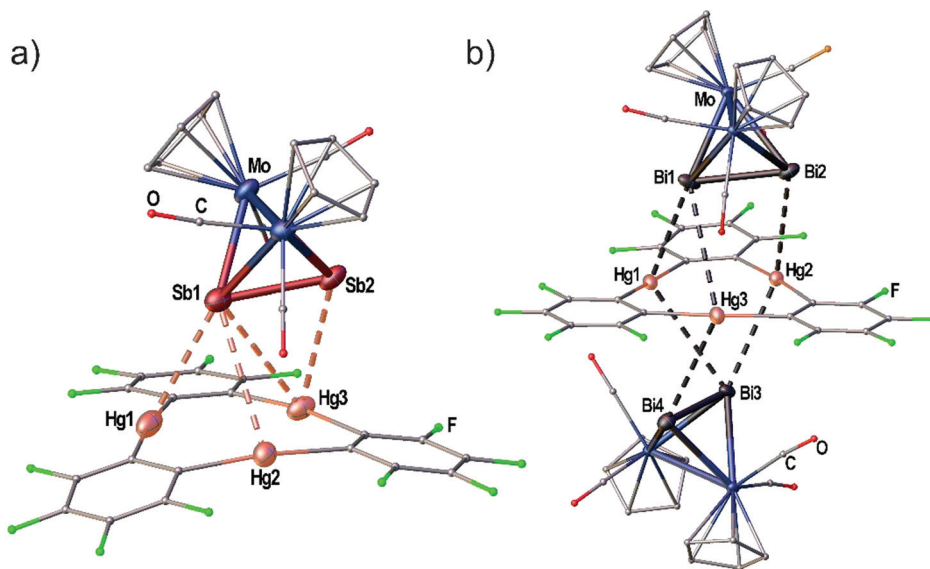 a)
Mo
O
C
Sb1
Sb2
Hg1
Hg3
Hg2
F
b)
Mo
Bi1
Bi2
Hg1
Hg2
Hg3
F
Bi4
Bi3
O
C